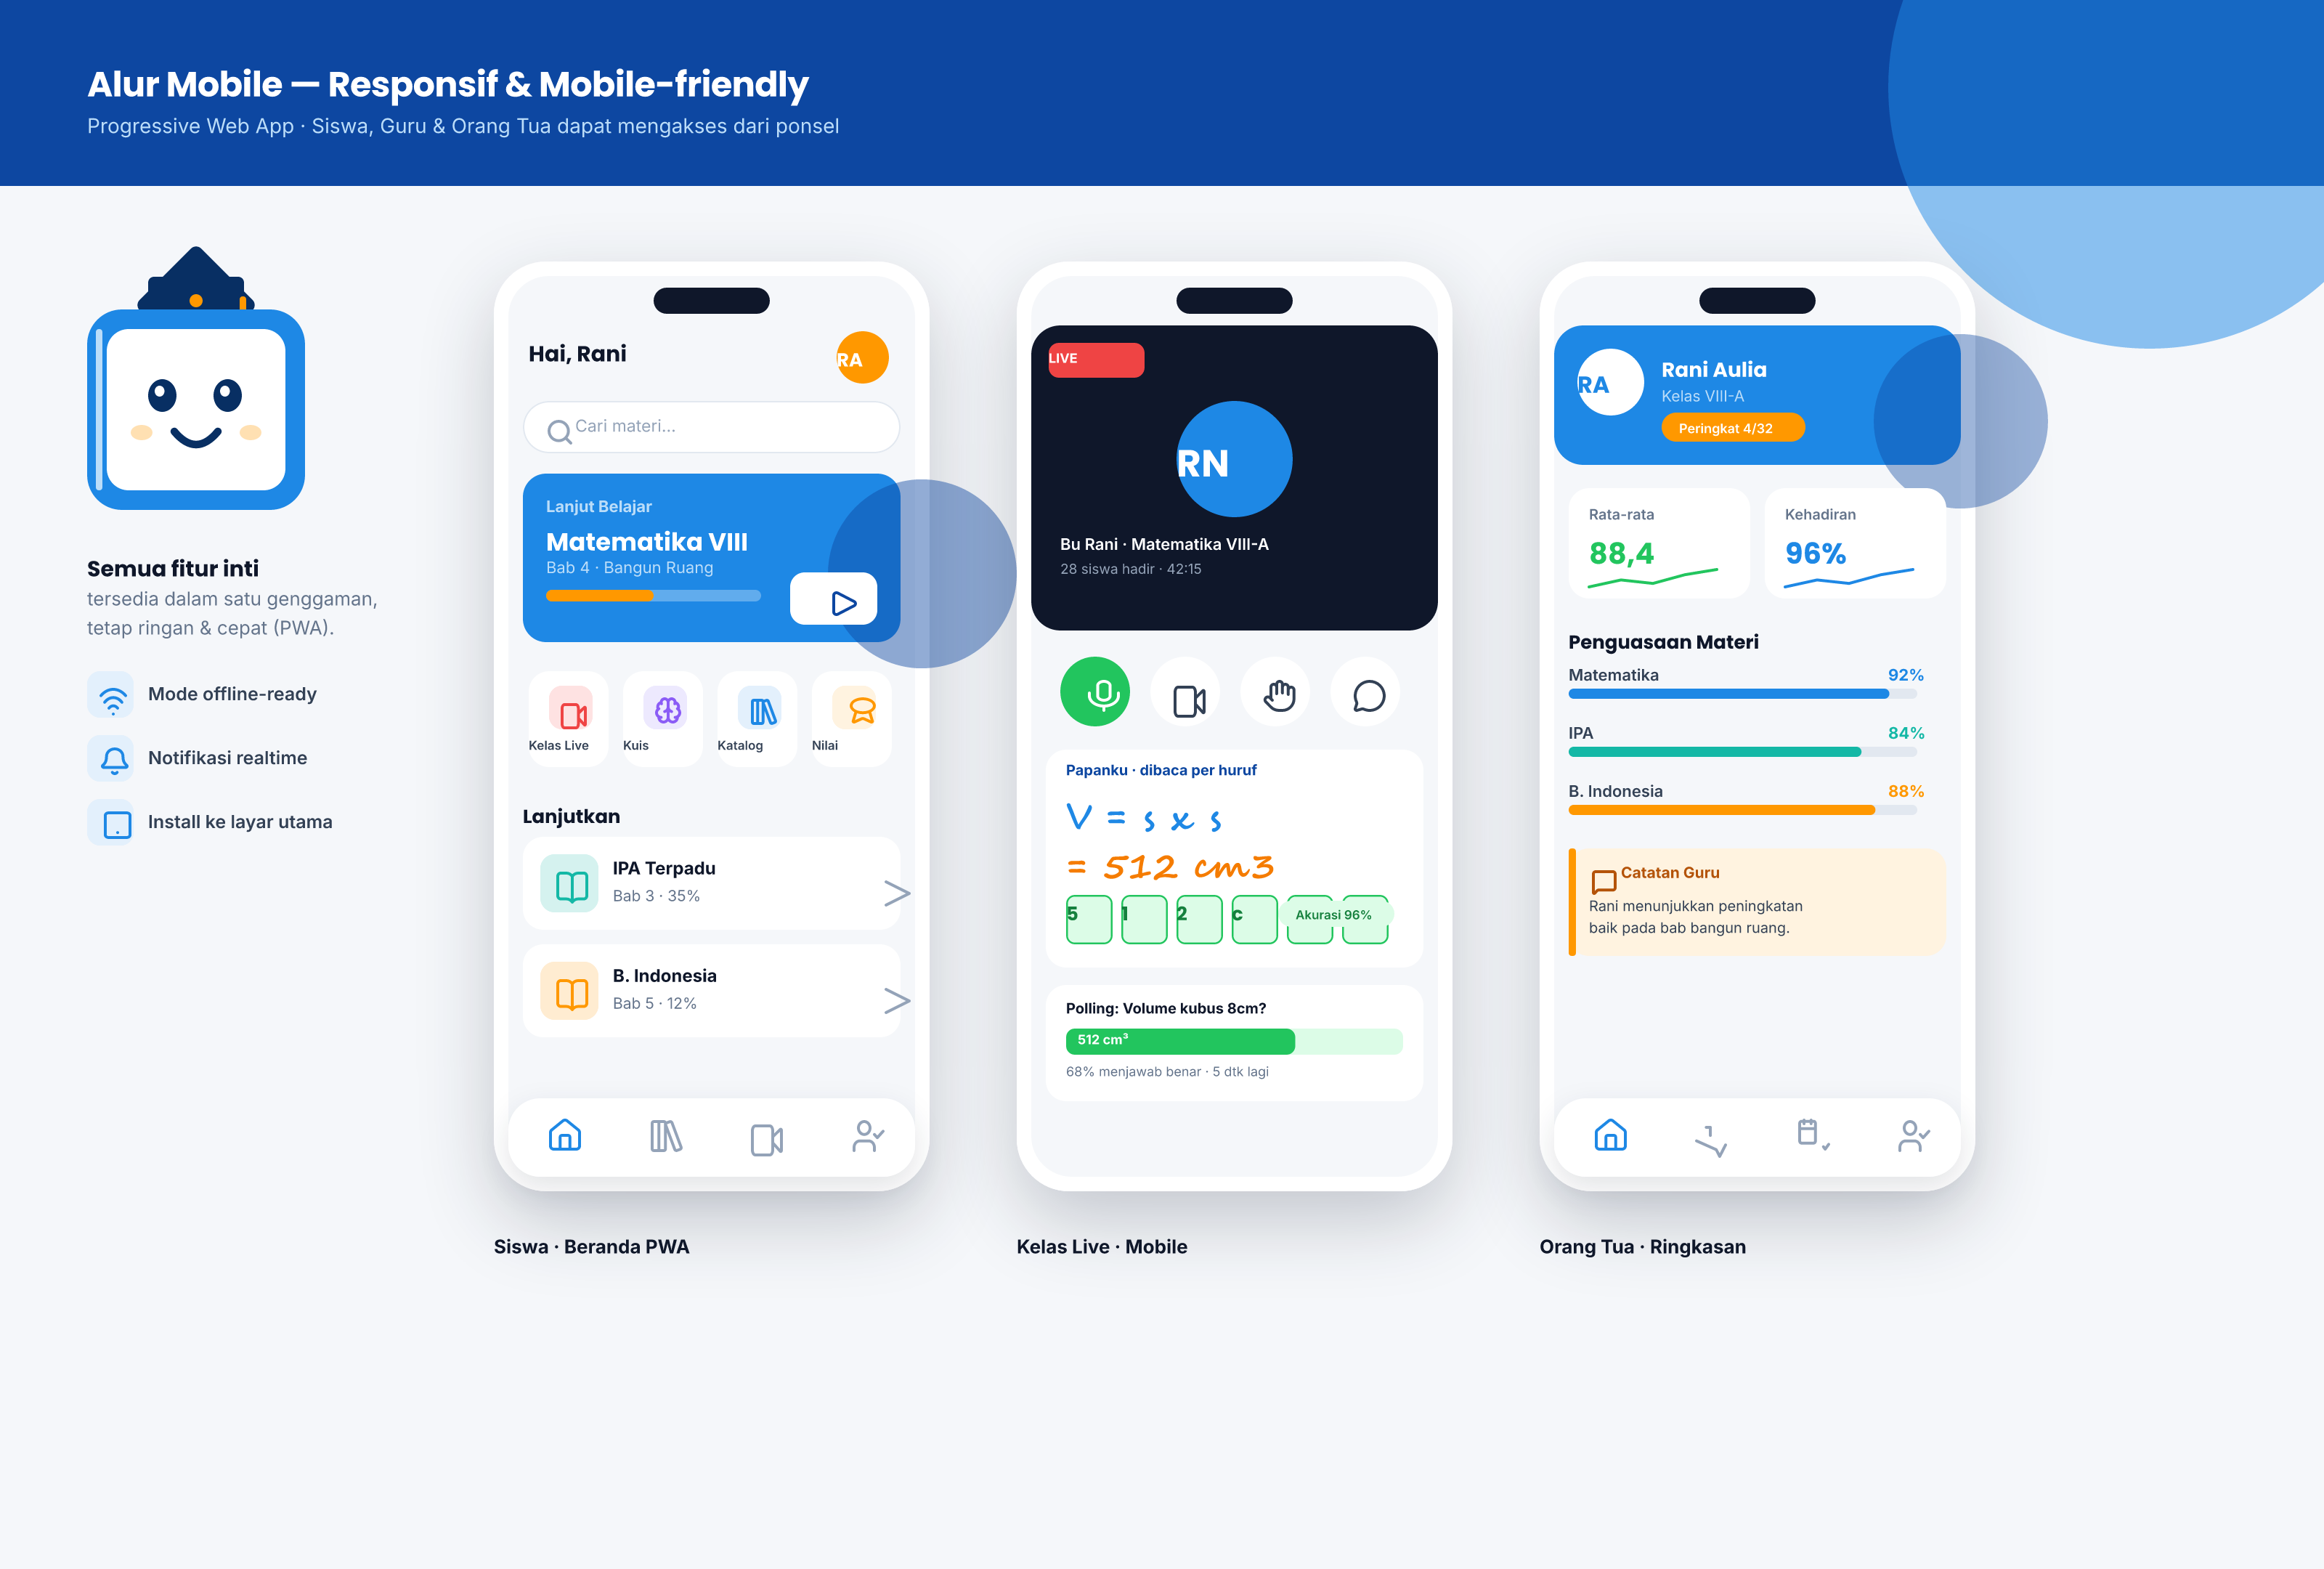 Alur Mobile — Responsif & Mobile-friendly
Progressive Web App · Siswa, Guru & Orang Tua dapat mengakses dari ponsel
Semua fitur inti
tersedia dalam satu genggaman,
tetap ringan & cepat (PWA).
Mode offline-ready
Notifikasi realtime
Install ke layar utama
Hai, Rani
RA
Cari materi...
Lanjut Belajar
Matematika VIII
Bab 4 · Bangun Ruang
Kelas Live
Kuis
Katalog
Nilai
Lanjutkan
IPA Terpadu
Bab 3 · 35%
B. Indonesia
Bab 5 · 12%
Siswa · Beranda PWA
LIVE
RN
Bu Rani · Matematika VIII-A
28 siswa hadir · 42:15
Papanku · dibaca per huruf
V = s x s
= 512 cm3
5 1 2 c
Akurasi 96%
Polling: Volume kubus 8cm?
512 cm³
68% menjawab benar · 5 dtk lagi
Kelas Live · Mobile
RA
Rani Aulia
Kelas VIII-A
Peringkat 4/32
Rata-rata
88,4
Kehadiran
96%
Penguasaan Materi
Matematika 92%
IPA 84%
B. Indonesia 88%
Catatan Guru
Rani menunjukkan peningkatan
baik pada bab bangun ruang.
Orang Tua · Ringkasan